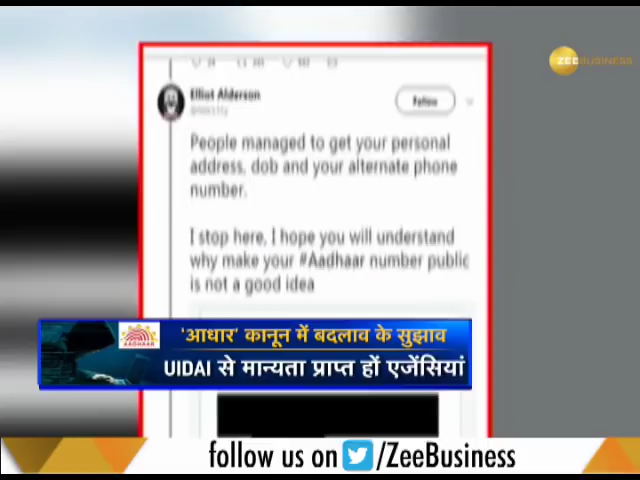 ZEEBUSINESS
Elliot Alderson
Follow
People managed to get your personal
address, dob and your alternate phone
number.
I stop here, I hope you will understand
why make your #Aadhaar number public
is not a good idea
AADHAAR
'आधार' कानून में बदलाव के सुझाव
UIDAI से मान्यता प्राप्त हों एजेंसियां
follow us on /ZeeBusiness